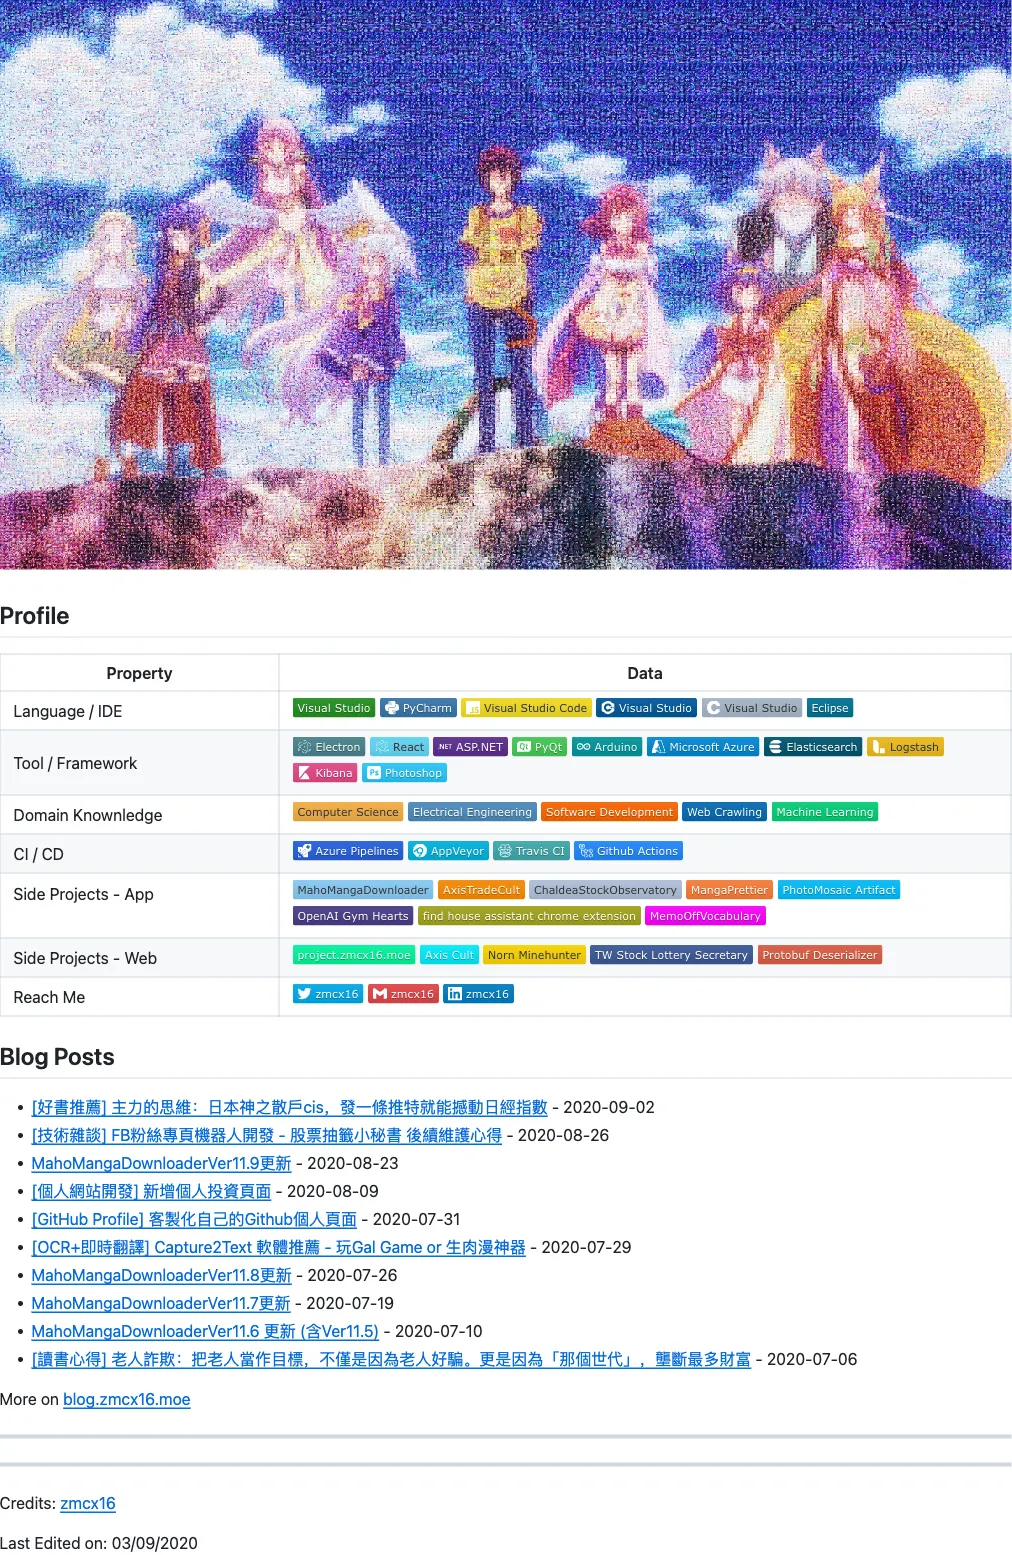 Profile
Property Data
Language / IDE Visual Studio PyCharm Visual Studio Code Visual Studio Visual Studio Eclipse
Tool / Framework Electron React .NET ASP.NET Qt PyQt Arduino Microsoft Azure Elasticsearch Logstash
Kibana Ps Photoshop
Domain Knownledge Computer Science Electrical Engineering Software Development Web Crawling Machine Learning
CI / CD Azure Pipelines AppVeyor Travis CI Github Actions
Side Projects - App MahoMangaDownloader AxisTradeCult ChaldeaStockObservatory MangaPrettier PhotoMosaic Artifact
OpenAI Gym Hearts find house assistant chrome extension MemoOffVocabulary
Side Projects - Web project.zmcx16.moe Axis Cult Norn Minehunter TW Stock Lottery Secretary Protobuf Deserializer
Reach Me zmcx16 zmcx16 in zmcx16
Blog Posts
• [好書推薦] 主力的思維：日本神之散戶cis，發一條推特就能撼動日經指數 - 2020-09-02
• [技術雜談] FB粉絲專頁機器人開發 - 股票抽籤小秘書 後續維護心得 - 2020-08-26
• MahoMangaDownloaderVer11.9更新 - 2020-08-23
• [個人網站開發] 新增個人投資頁面 - 2020-08-09
• [GitHub Profile] 客製化自己的Github個人頁面 - 2020-07-31
• [OCR+即時翻譯] Capture2Text 軟體推薦 - 玩Gal Game or 生肉漫神器 - 2020-07-29
• MahoMangaDownloaderVer11.8更新 - 2020-07-26
• MahoMangaDownloaderVer11.7更新 - 2020-07-19
• MahoMangaDownloaderVer11.6 更新 (含Ver11.5) - 2020-07-10
• [讀書心得] 老人詐欺：把老人當作目標，不僅是因為老人好騙。更是因為「那個世代」，壟斷最多財富 - 2020-07-06
More on blog.zmcx16.moe
Credits: zmcx16
Last Edited on: 03/09/2020